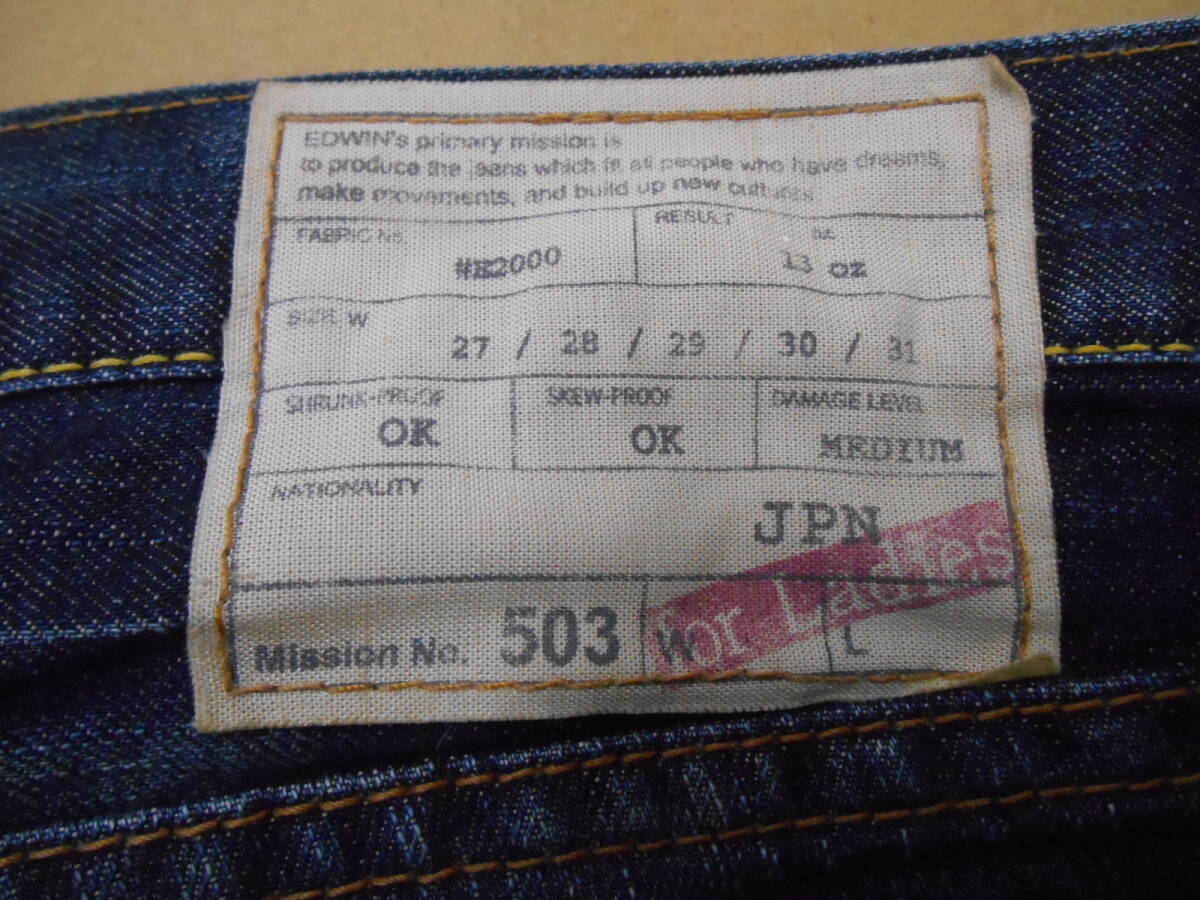 EDWIN's primary mission is
to produce the jeans which fit all people who have dreams,
make movements, and build up new cultures
FABRIC No. RESULT
2000 13 OZ
SIZE W
27 / 28 / 29 / 30 / 31
SHRUNK-PROOF SKEW-PROOF DAMAGE LEVEL
OK OK MEDIUM
NATIONALITY
JPN
for Ladies
Mission No. 503 W L